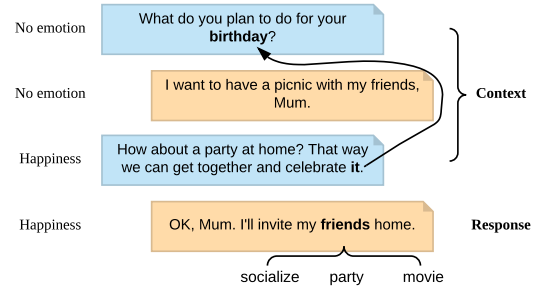 No emotion
What do you plan to do for your
birthday?
No emotion
I want to have a picnic with my friends,
Mum.
Context
Happiness
How about a party at home? That way
we can get together and celebrate it.
Happiness
OK, Mum. I'll invite my friends home.
Response
socialize party movie